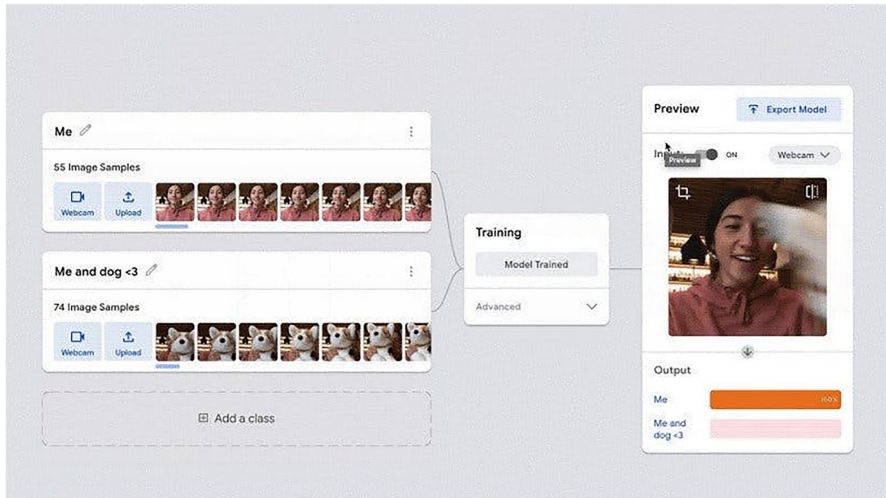 Me
55 Image Samples
Webcam
Upload
Me and dog <3
74 Image Samples
Webcam
Upload
Add a class
Training
Model Trained
Advanced
Preview
Export Model
ON
Webcam
Preview
Output
Me
100%
Me and
dog <3